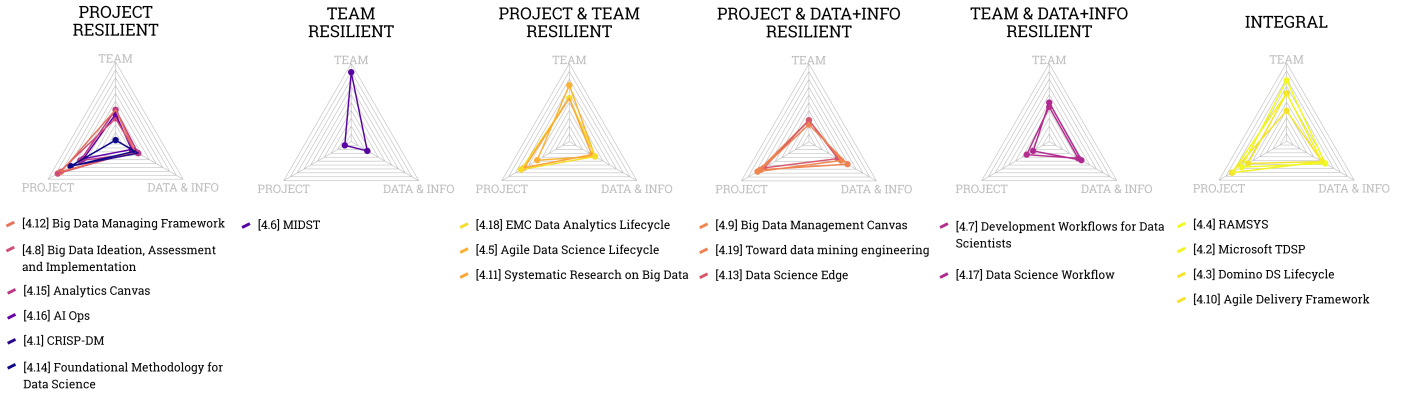 PROJECT
RESILIENT
TEAM
PROJECT
DATA & INFO
[4.12] Big Data Managing Framework
[4.8] Big Data Ideation, Assessment
and Implementation
[4.15] Analytics Canvas
[4.16] AI Ops
[4.1] CRISP-DM
[4.14] Foundational Methodology for
Data Science
TEAM
RESILIENT
TEAM
PROJECT
DATA & INFO
[4.6] MIDST
PROJECT & TEAM
RESILIENT
TEAM
PROJECT
DATA & INFO
[4.18] EMC Data Analytics Lifecycle
[4.5] Agile Data Science Lifecycle
[4.11] Systematic Research on Big Data
PROJECT & DATA+INFO
RESILIENT
TEAM
PROJECT
DATA & INFO
[4.9] Big Data Management Canvas
[4.19] Toward data mining engineering
[4.13] Data Science Edge
TEAM & DATA+INFO
RESILIENT
TEAM
PROJECT
DATA & INFO
[4.7] Development Workflows for Data
Scientists
[4.17] Data Science Workflow
INTEGRAL
TEAM
PROJECT
DATA & INFO
[4.4] RAMSYS
[4.2] Microsoft TDSP
[4.3] Domino DS Lifecycle
[4.10] Agile Delivery Framework